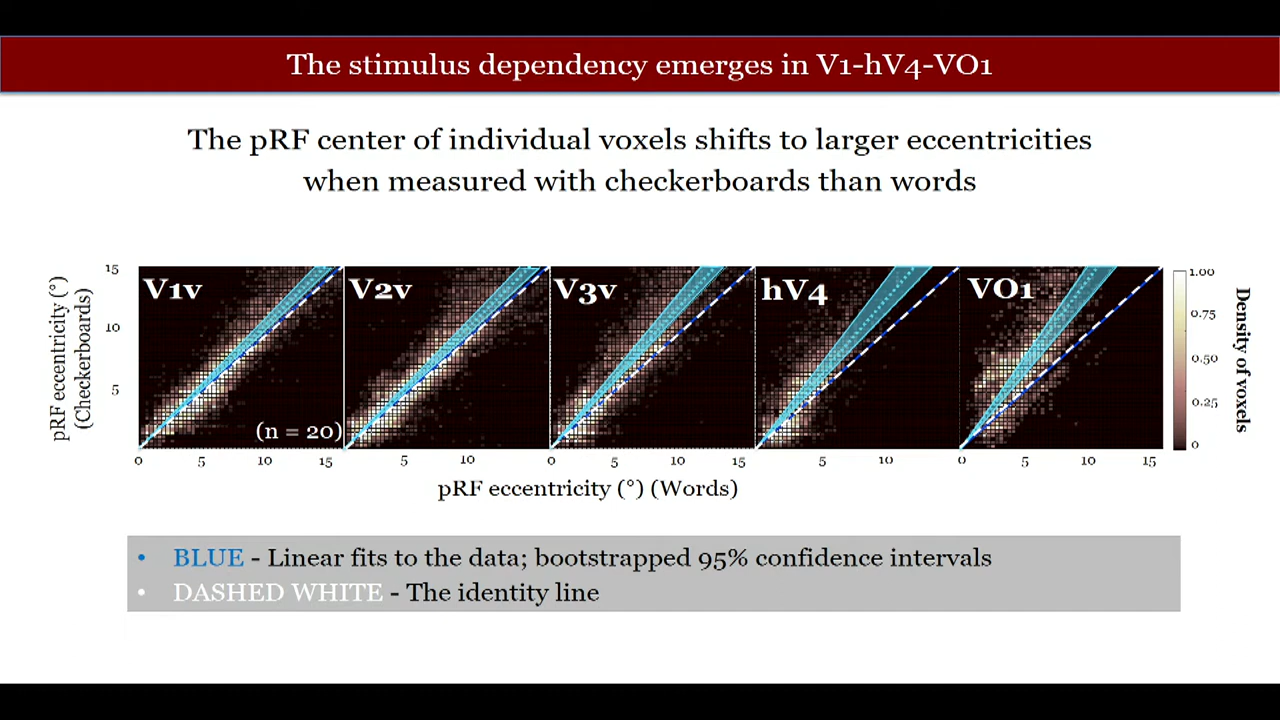 The stimulus dependency emerges in V1-hV4-VO1
The pRF center of individual voxels shifts to larger eccentricities
when measured with checkerboards than words
pRF eccentricity (°)
(Checkerboards)
15
10
5
V1v
(n = 20)
V2v
V3v
hV4
VO1
0 5 10 15
5 10
0 5 10 15
5 10
0 5 10 15
pRF eccentricity (°) (Words)
1.00
0.75
0.50
0.25
0
Density of voxels
• BLUE - Linear fits to the data; bootstrapped 95% confidence intervals
• DASHED WHITE - The identity line